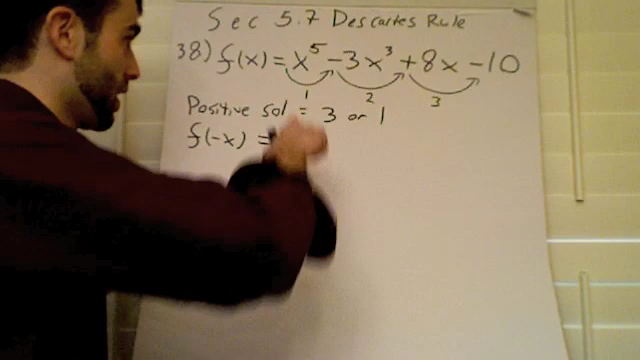 Sec 5.7 Descartes Rule
38) f(x) = x⁵ - 3x³ + 8x - 10
1 2 3
Positive sol = 3 or 1
f(-x) =